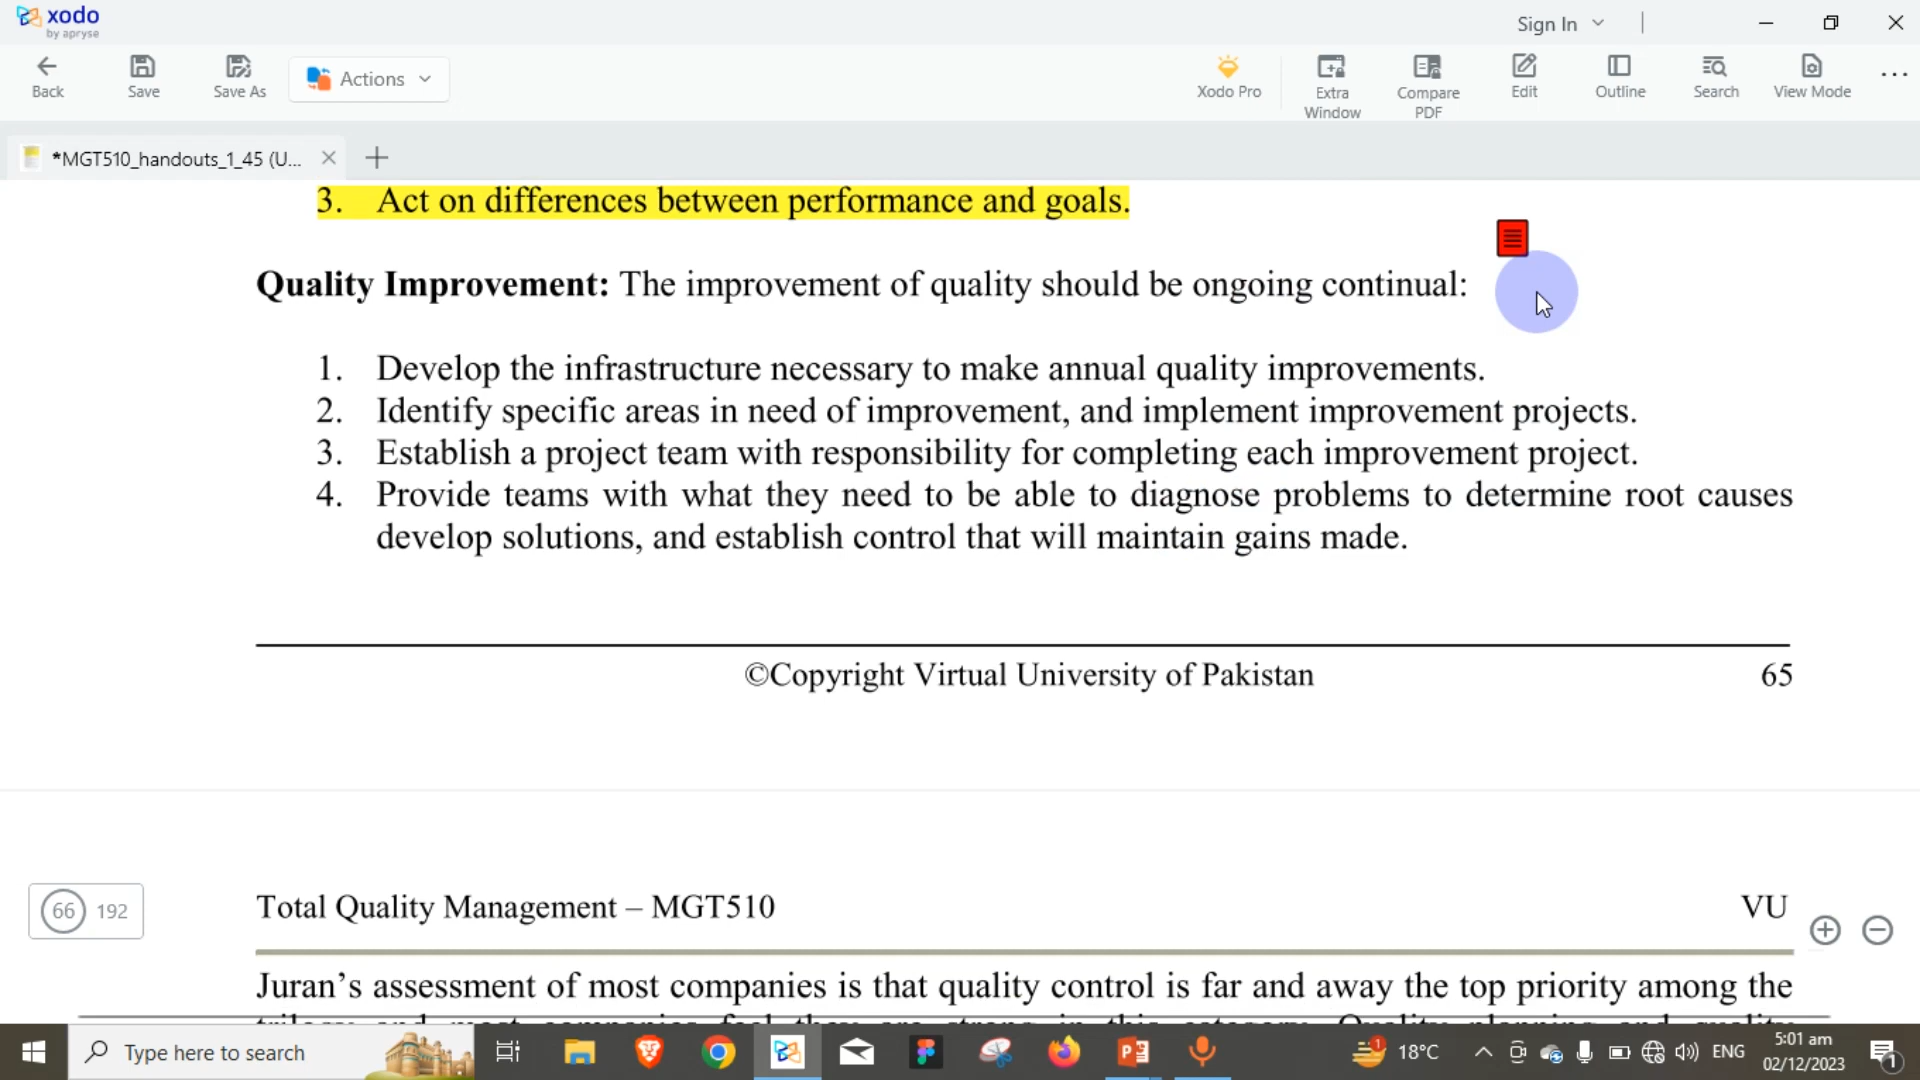 xodo
by apryse
Sign In
Back
Save
Save As
Actions
Xodo Pro
Extra Window
Compare PDF
Edit
Outline
Search
View Mode
*MGT510_handouts_1_45 (U...
3. Act on differences between performance and goals.
Quality Improvement: The improvement of quality should be ongoing continual:
1. Develop the infrastructure necessary to make annual quality improvements.
2. Identify specific areas in need of improvement, and implement improvement projects.
3. Establish a project team with responsibility for completing each improvement project.
4. Provide teams with what they need to be able to diagnose problems to determine root causes
develop solutions, and establish control that will maintain gains made.
©Copyright Virtual University of Pakistan 65
66 192
Total Quality Management – MGT510 VU
Juran’s assessment of most companies is that quality control is far and away the top priority among the
Type here to search
1
18°C
ENG
5:01 am
02/12/2023
1